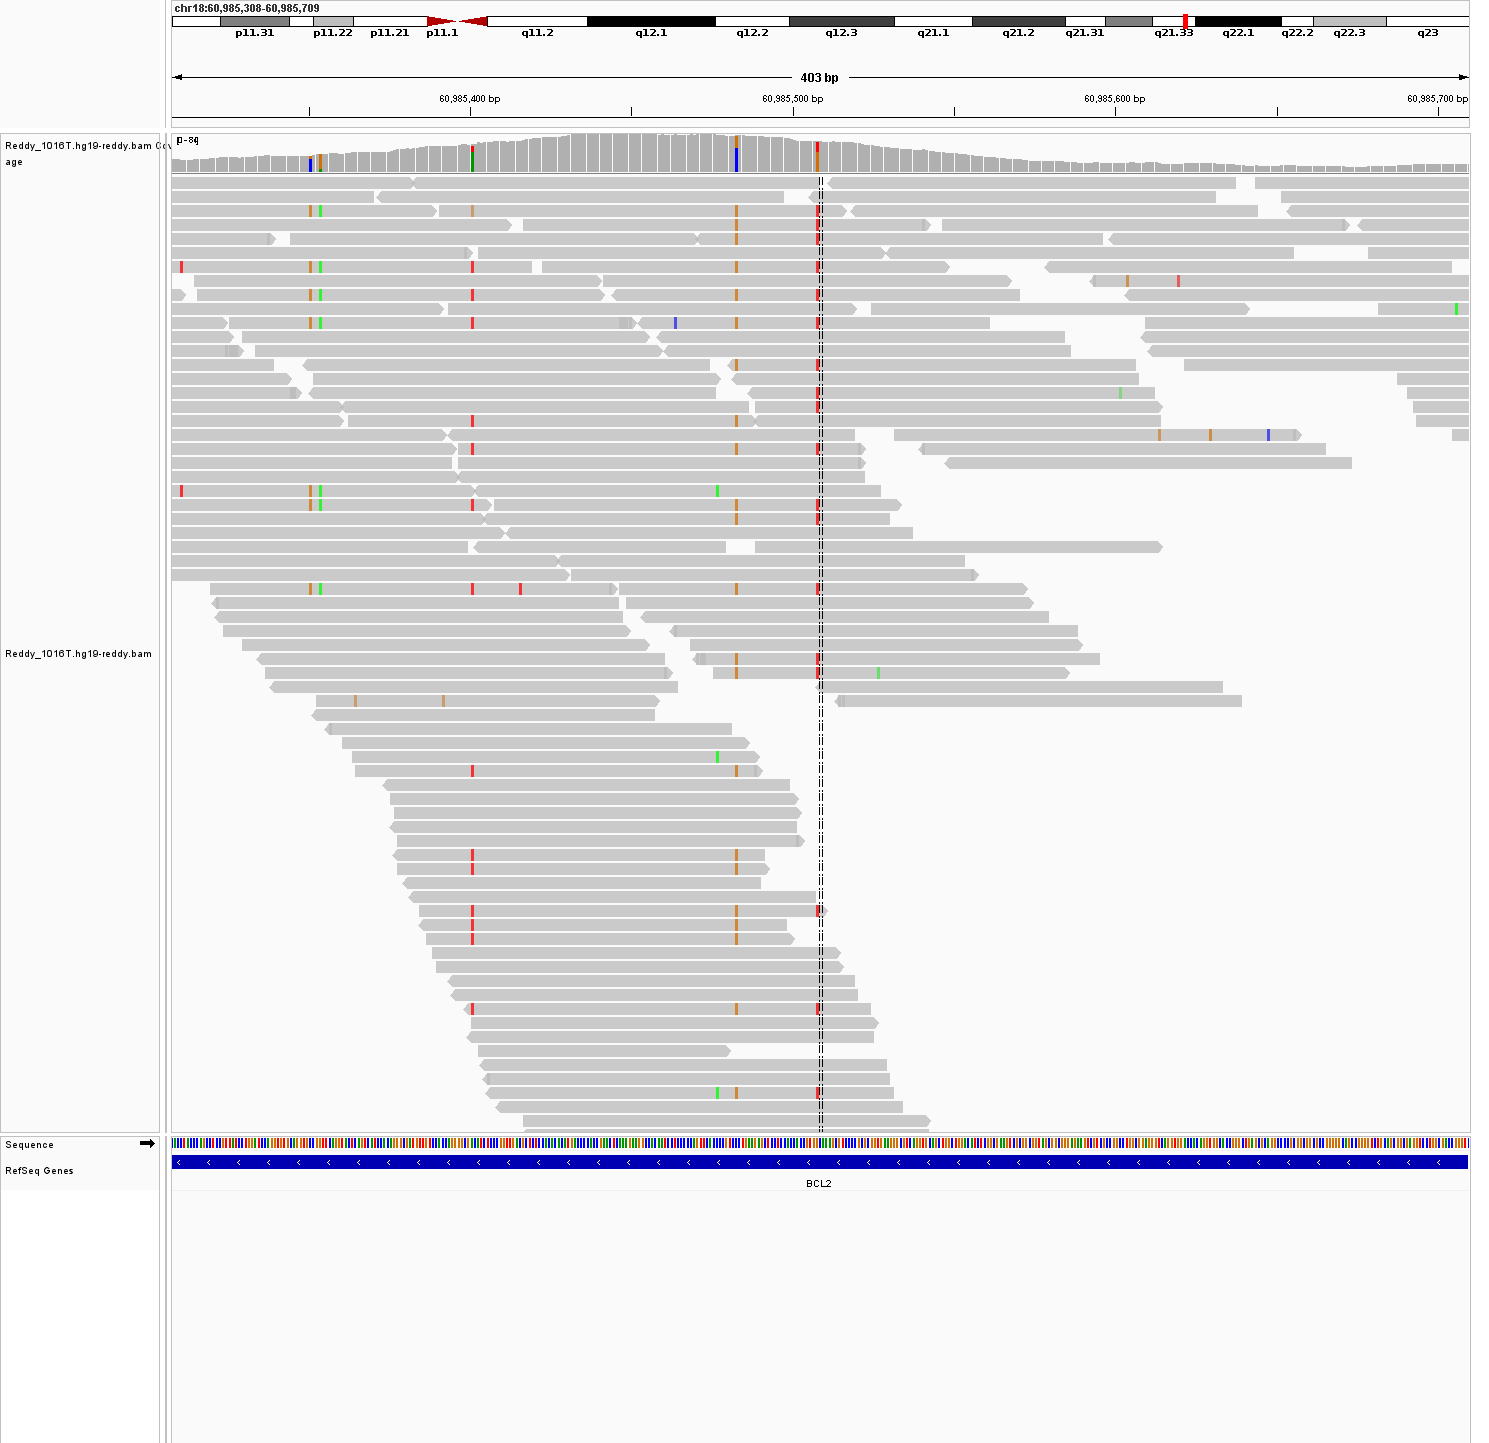 chr18:60,985,308-60,985,709
p11.31 p11.22 p11.21 p11.1 q11.2 q12.1 q12.2 q12.3 q21.1 q21.2 q21.31 q21.33 q22.1 q22.2 q22.3 q23
403 bp
60,985,400 bp 60,985,500 bp 60,985,600 bp 60,985,700 bp
Reddy_1016T.hg19-reddy.bam Cov
age
Reddy_1016T.hg19-reddy.bam
Sequence
RefSeq Genes
BCL2